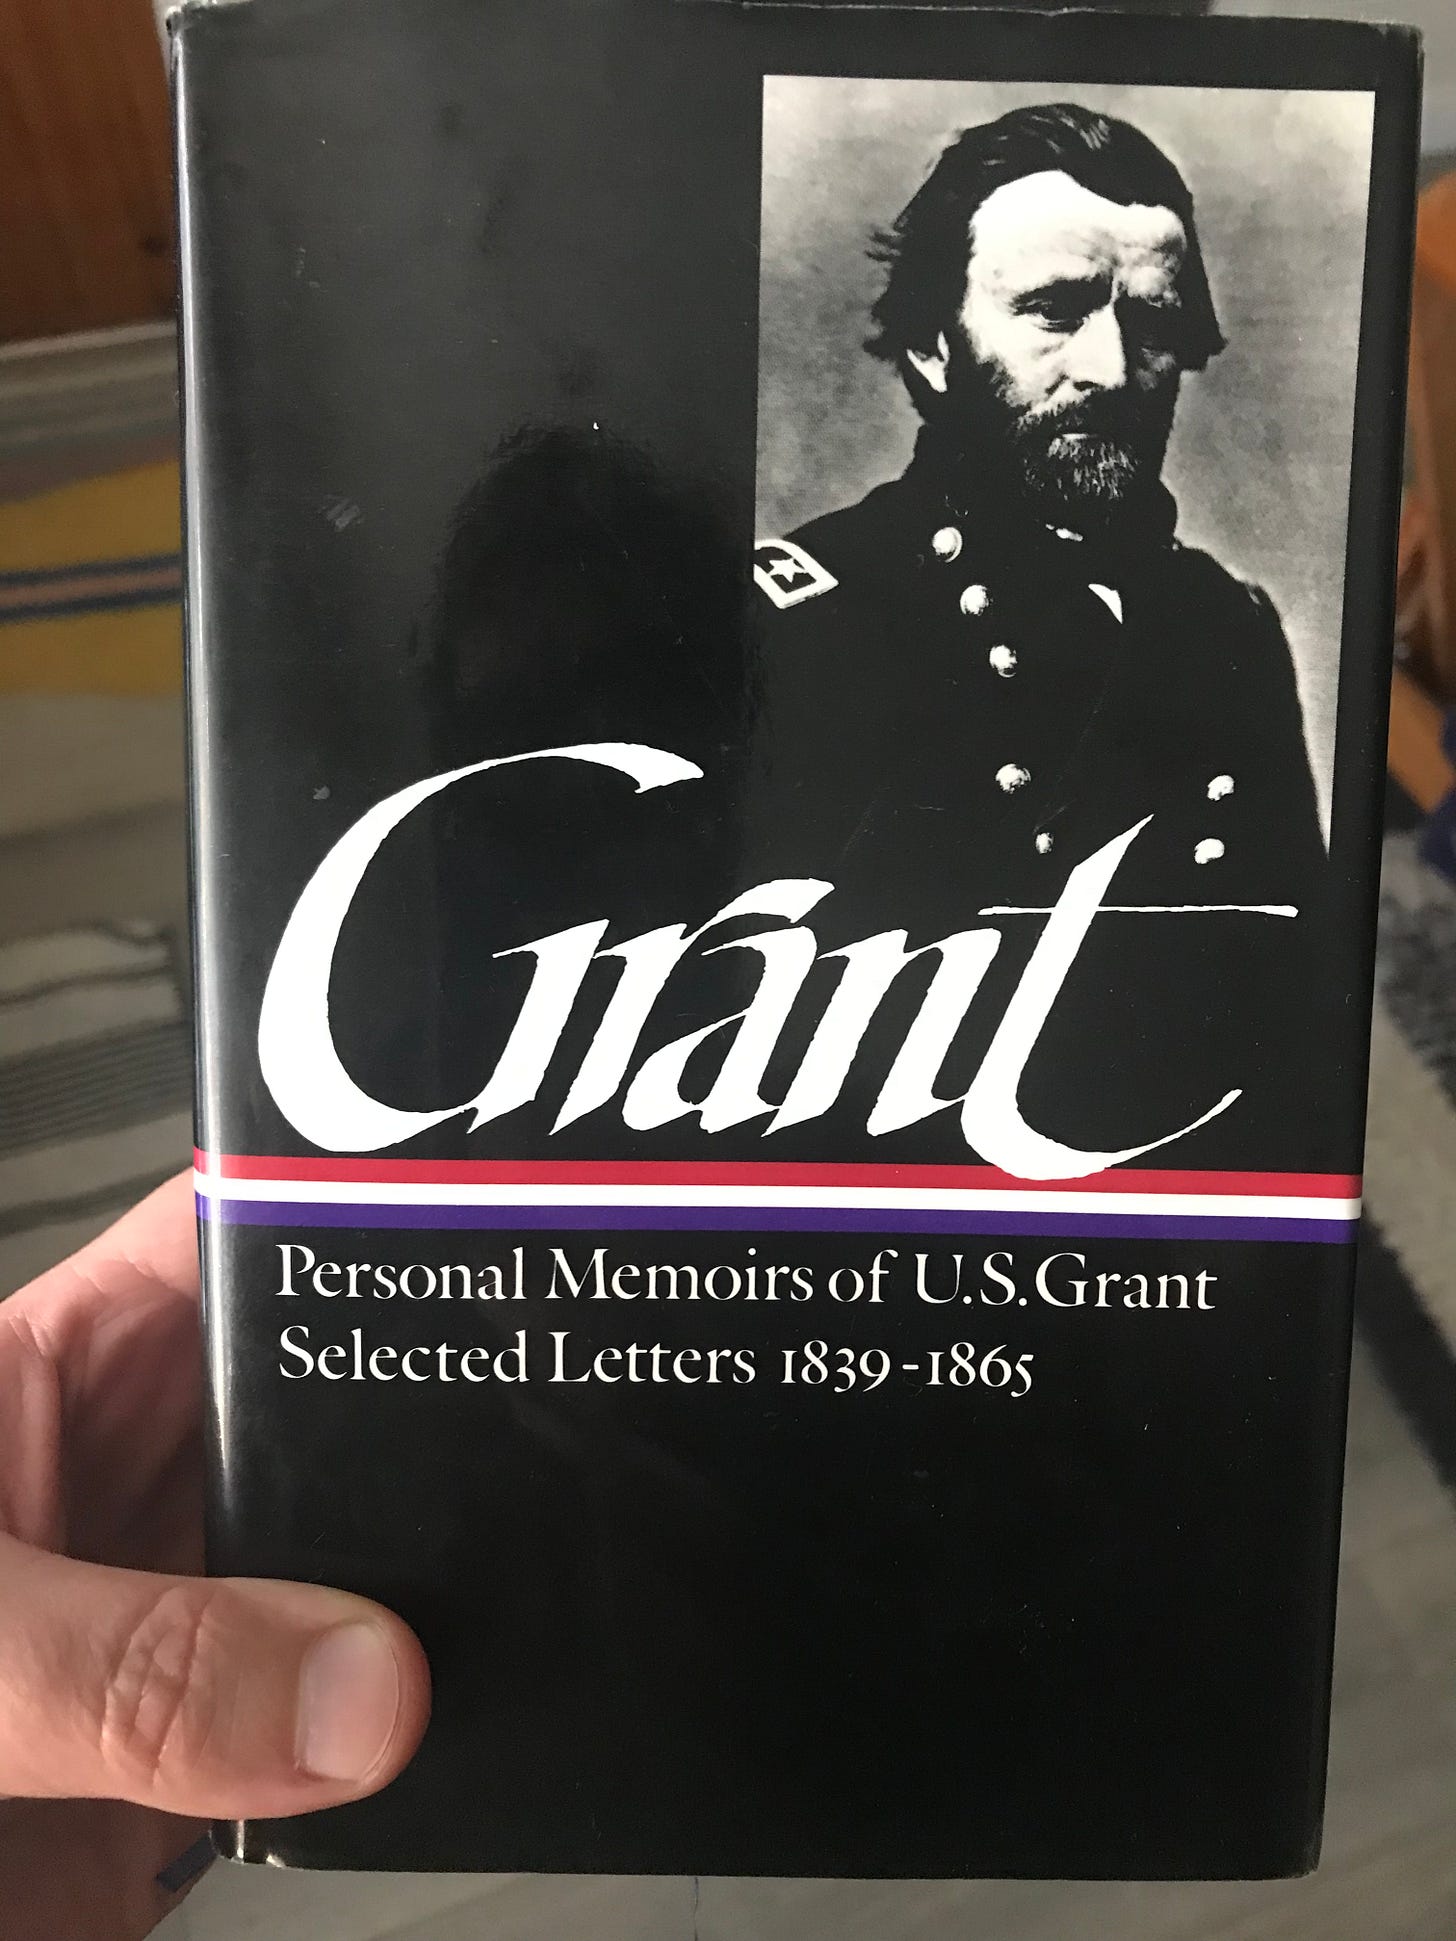 Grant
Personal Memoirs of U.S. Grant
Selected Letters 1839-1865